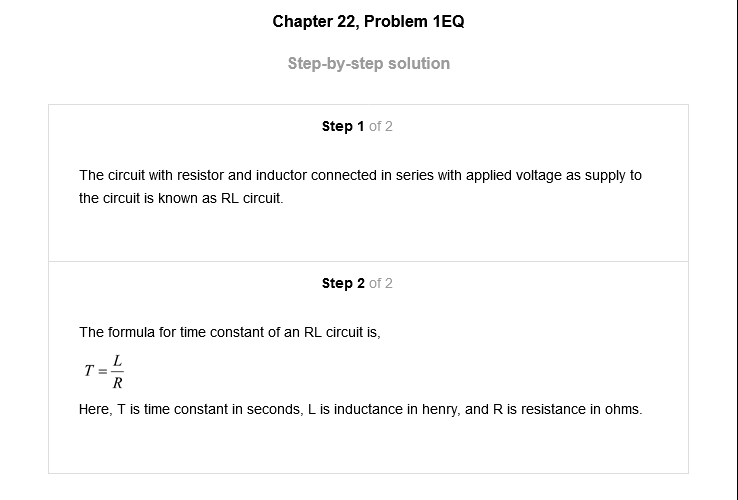 Chapter 22, Problem 1EQ
Step-by-step solution
Step 1 of 2
The circuit with resistor and inductor connected in series with applied voltage as supply to
the circuit is known as RL circuit.
Step 2 of 2
The formula for time constant of an RL circuit is,
T = L/R
Here, T is time constant in seconds, L is inductance in henry, and R is resistance in ohms.